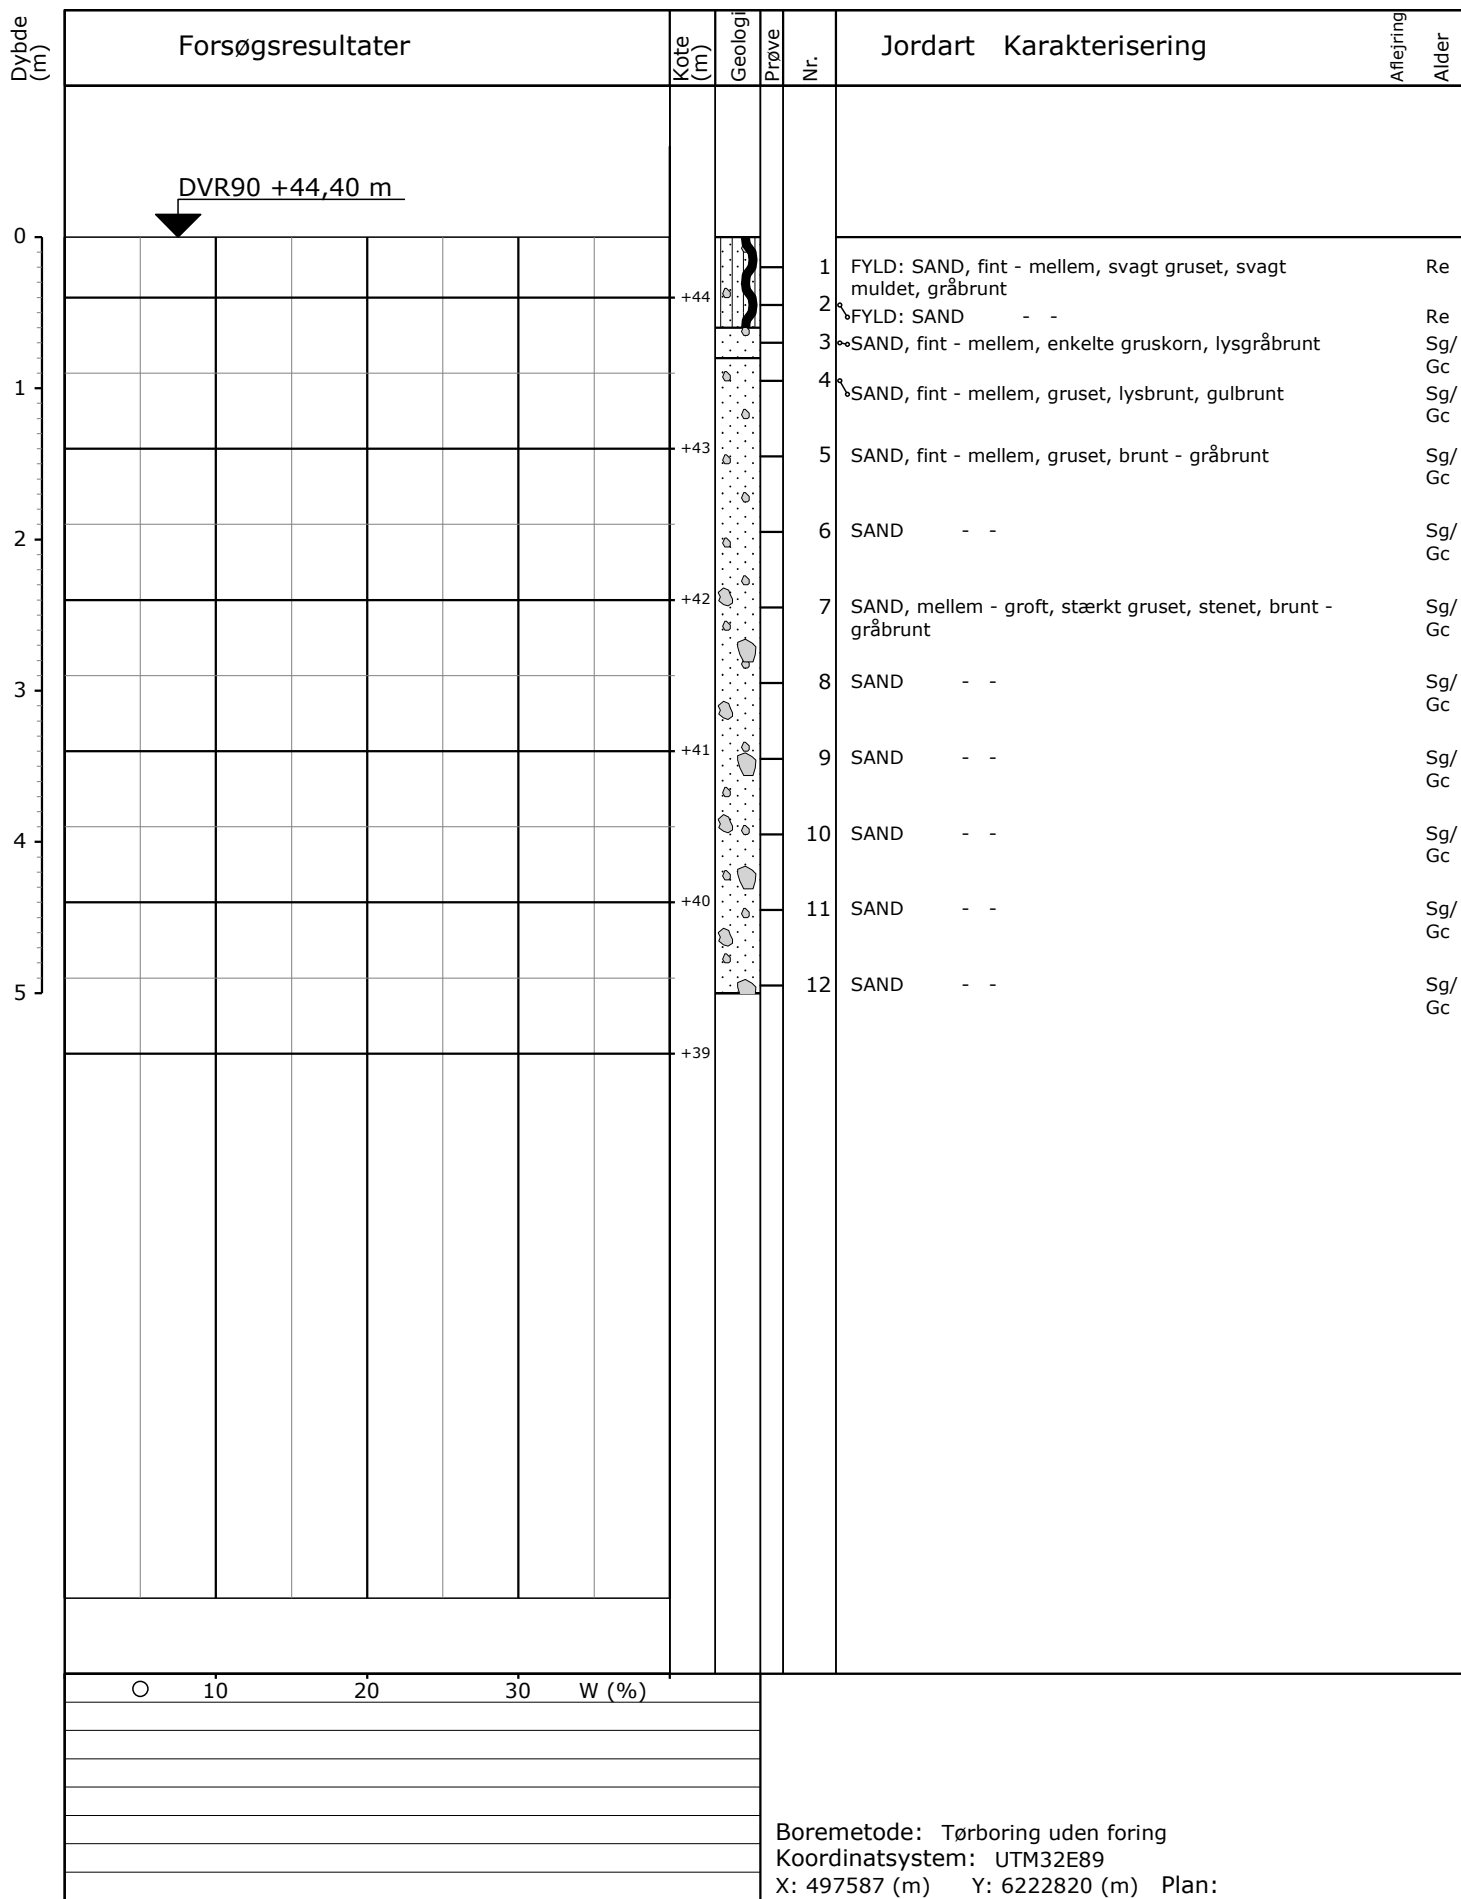 Dybde
(m)
Forsøgsresultater
Kote
(m)
Geologi
Prøve
Nr.
Jordart Karakterisering
Aflejring
Alder
DVR90 +44,40 m
0
1 FYLD: SAND, fint - mellem, svagt gruset, svagt Re
muldet, gråbrunt
+44
2 FYLD: SAND - - Re
3 SAND, fint - mellem, enkelte gruskorn, lysgråbrunt Sg/
Gc
1
4 SAND, fint - mellem, gruset, lysbrunt, gulbrunt Sg/
Gc
+43
5 SAND, fint - mellem, gruset, brunt - gråbrunt Sg/
Gc
2
6 SAND - - Sg/
Gc
+42
7 SAND, mellem - groft, stærkt gruset, stenet, brunt - Sg/
gråbrunt Gc
3
8 SAND - - Sg/
Gc
+41
9 SAND - - Sg/
Gc
4
10 SAND - - Sg/
Gc
+40
11 SAND - - Sg/
Gc
5
12 SAND - - Sg/
Gc
+39
10 20 30 W (%)
Boremetode: Tørboring uden foring
Koordinatsystem: UTM32E89
X: 497587 (m) Y: 6222820 (m) Plan: